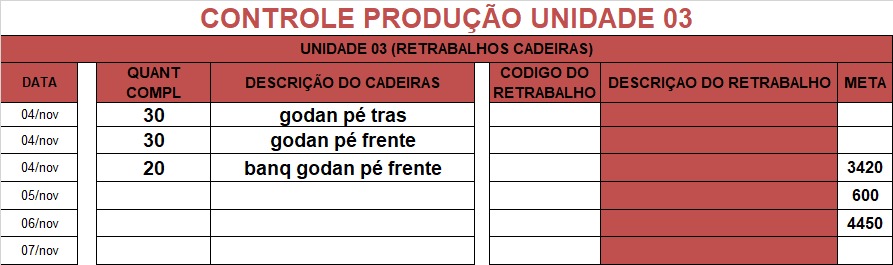 CONTROLE PRODUÇÃO UNIDADE 03
UNIDADE 03 (RETRABALHOS CADEIRAS)
DATA QUANT COMPL DESCRIÇÃO DO CADEIRAS CODIGO DO RETRABALHO DESCRIÇAO DO RETRABALHO META
04/nov 30 godan pé tras
04/nov 30 godan pé frente
04/nov 20 banq godan pé frente 3420
05/nov 600
06/nov 4450
07/nov